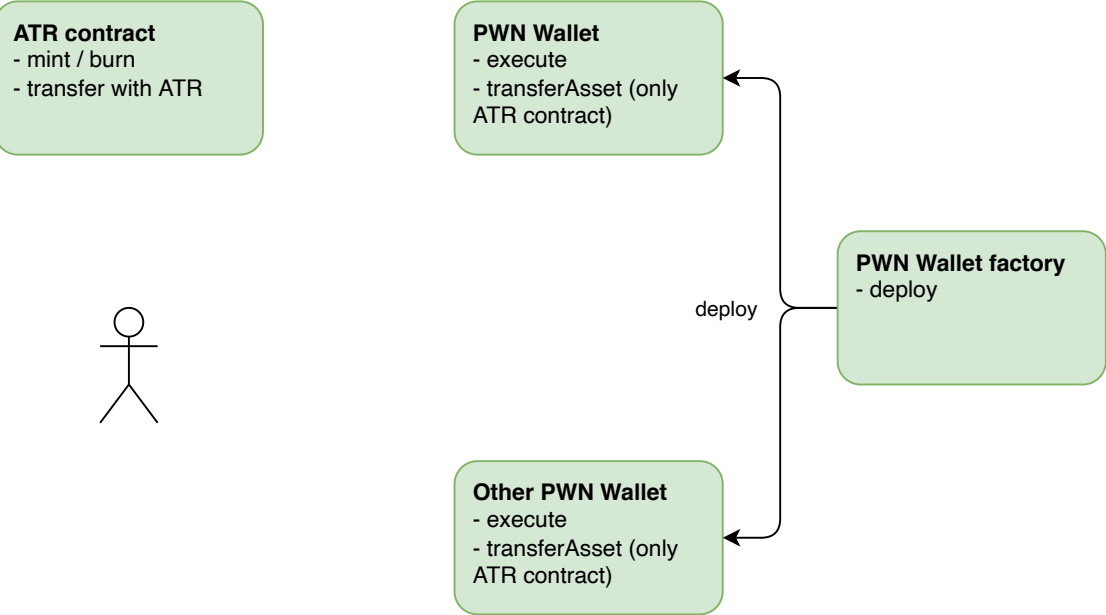 ATR contract
- mint / burn
- transfer with ATR
PWN Wallet
- execute
- transferAsset (only
ATR contract)
PWN Wallet factory
- deploy
deploy
Other PWN Wallet
- execute
- transferAsset (only
ATR contract)